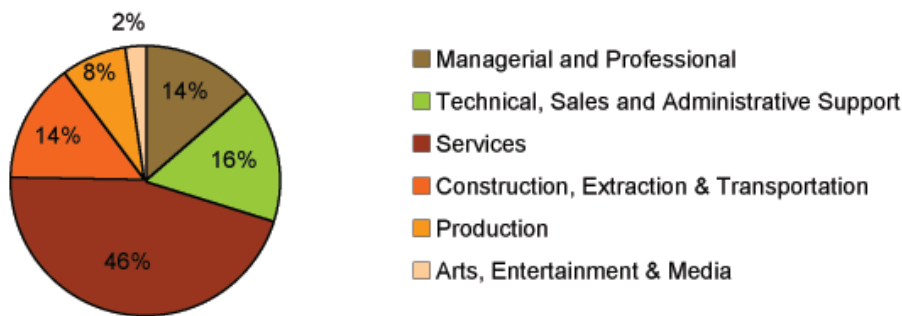 2%
8%
14%
14%
16%
46%
Managerial and Professional
Technical, Sales and Administrative Support
Services
Construction, Extraction & Transportation
Production
Arts, Entertainment & Media